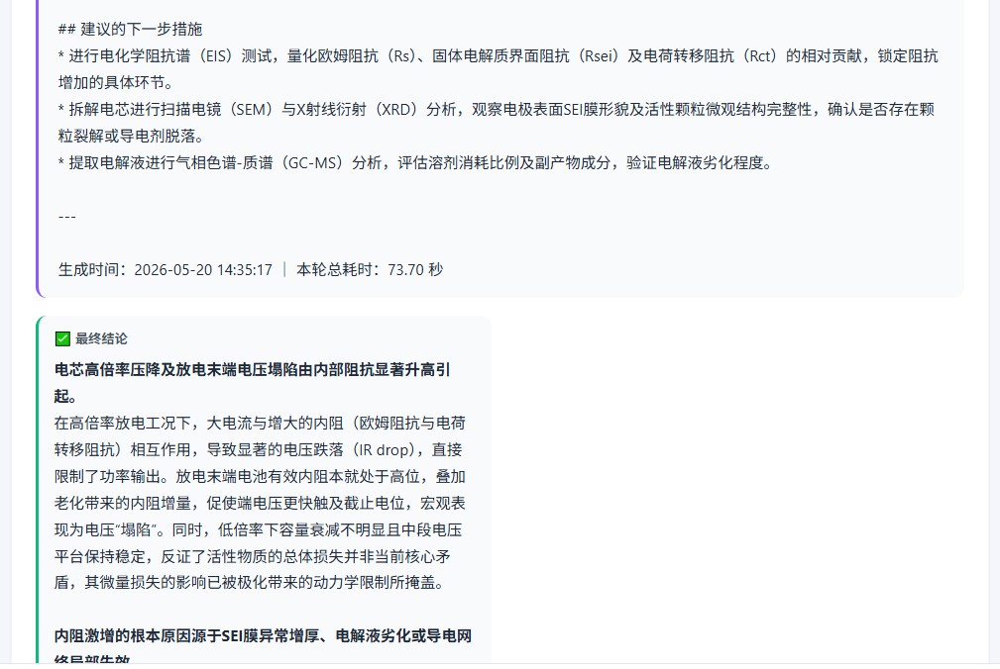 ## 建议的下一步措施
* 进行电化学阻抗谱（EIS）测试，量化欧姆阻抗（Rs）、固体电解质界面阻抗（Rsei）及电荷转移阻抗（Rct）的相对贡献，锁定阻抗
增加的具体环节。
* 拆解电芯进行扫描电镜（SEM）与X射线衍射（XRD）分析，观察电极表面SEI膜形貌及活性颗粒微观结构完整性，确认是否存在颗
粒裂解或导电剂脱落。
* 提取电解液进行气相色谱-质谱（GC-MS）分析，评估溶剂消耗比例及副产物成分，验证电解液劣化程度。
---
生成时间：2026-05-20 14:35:17 | 本轮总耗时：73.70 秒
✅ 最终结论
电芯高倍率压降及放电末端电压塌陷由内部阻抗显著升高引
起。
在高倍率放电工况下，大电流与增大的内阻（欧姆阻抗与电荷
转移阻抗）相互作用，导致显著的电压跌落（IR drop），直接
限制了功率输出。放电末端电池有效内阻本就处于高位，叠加
老化带来的内阻增量，促使端电压更快触及截止电位，宏观表
现为电压“塌陷”。同时，低倍率下容量衰减不明显且中段电压
平台保持稳定，反证了活性物质的总体损失并非当前核心矛
盾，其微量损失的影响已被极化带来的动力学限制所掩盖。
内阻激增的根本原因源于SEI膜异常增厚、电解液劣化或导电网
络局部失效